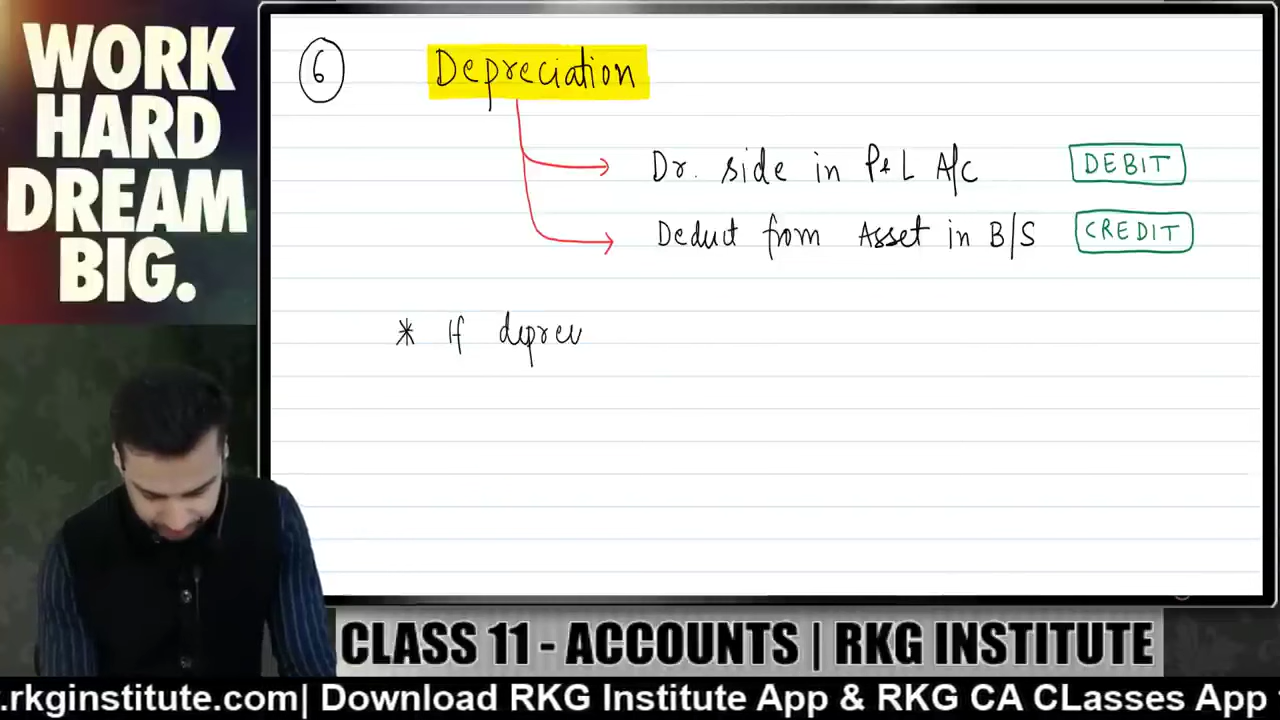 WORK
HARD
DREAM
BIG.
6 Depreciation
Dr. side in P&L A/c DEBIT
Deduct from Asset in B/S CREDIT
* If deprec
CLASS 11 - ACCOUNTS | RKG INSTITUTE
.rkginstitute.com| Download RKG Institute App & RKG CA CLasses App